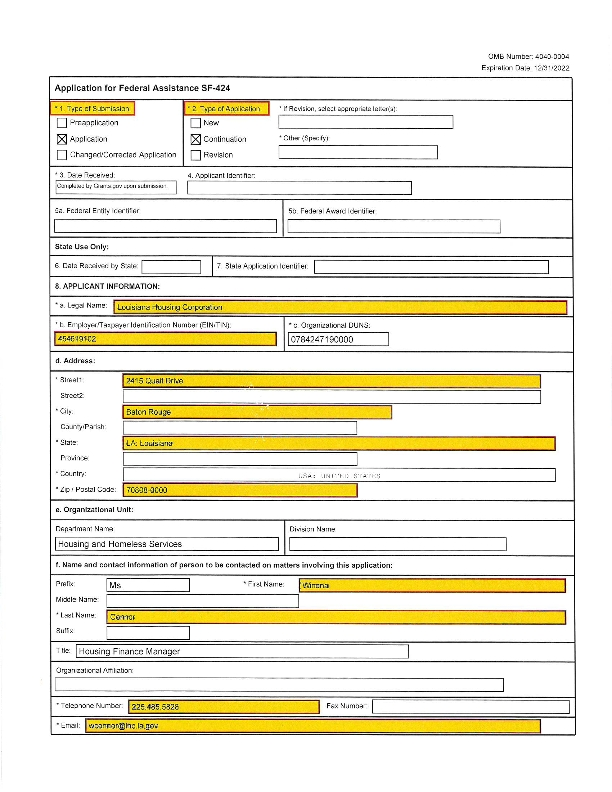 OMB Number: 4040-0004
Expiration Date: 12/31/2022
Application for Federal Assistance SF-424
* 1. Type of Submission
* 2. Type of Application
* If Revision, select appropriate letter(s):
Preapplication
New
Application
Continuation
* Other (Specify)
Changed/Corrected Application
Revision
* 3. Date Received:
4. Applicant Identifier:
Completed by Grants.gov upon submission.
5a. Federal Entity Identifier:
5b. Federal Award Identifier:
State Use Only:
6. Date Received by State:
7. State Application Identifier:
8. APPLICANT INFORMATION:
* a. Legal Name:
Louisiana Housing Corporation
* b. Employer/Taxpayer Identification Number (EIN/TIN):
* c. Organizational DUNS:
454619102
0784247190000
d. Address:
* Street1:
2415 Quail Drive
Street2:
* City:
Baton Rouge
County/Parish:
* State:
LA: Louisiana
Province:
* Country:
USA: UNITED STATES
* Zip / Postal Code:
70808-0000
e. Organizational Unit:
Department Name:
Division Name:
Housing and Homeless Services
f. Name and contact information of person to be contacted on matters involving this application:
Prefix:
Ms
* First Name:
Winona
Middle Name:
* Last Name:
Connor
Suffix:
Title:
Housing Finance Manager
Organizational Affiliation:
* Telephone Number:
225.485.5828
Fax Number:
* Email:
wconnor@lhc.la.gov